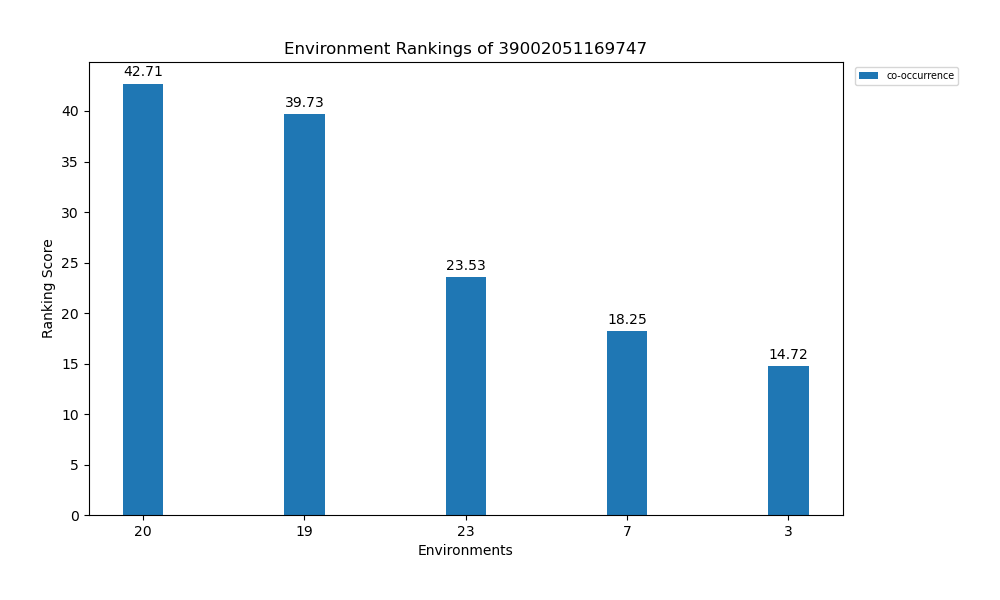 Environment Rankings of 39002051169747
co-occurrence
42.71
39.73
23.53
18.25
14.72
Ranking Score
40
35
30
25
20
15
10
5
0
20 19 23 7 3
Environments